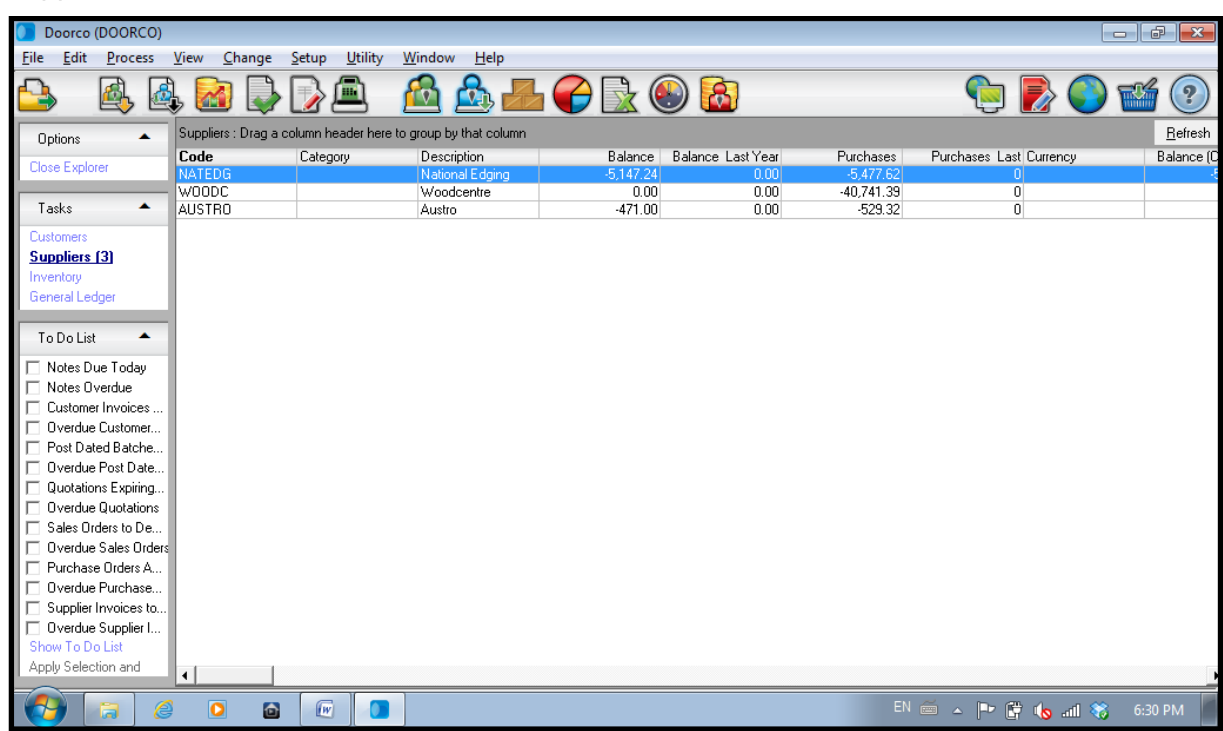 Doorco (DOORCO)
File Edit Process View Change Setup Utility Window Help
Options
Close Explorer
Tasks
Customers
Suppliers (3)
Inventory
General Ledger
To Do List
Notes Due Today
Notes Overdue
Customer Invoices ...
Overdue Customer...
Post Dated Batche...
Overdue Post Date...
Quotations Expiring...
Overdue Quotations
Sales Orders to De...
Overdue Sales Orders
Purchase Orders A...
Overdue Purchase...
Supplier Invoices to...
Overdue Supplier I...
Show To Do List
Apply Selection and
Suppliers : Drag a column header here to group by that column Refresh
Code Category Description Balance Balance Last Year Purchases Purchases Last Currency Balance (C
NATEDG National Edging -5,147.24 0.00 -5,477.62 0 -5
WOODC Woodcentre 0.00 0.00 -40,741.39 0
AUSTRO Austro -471.00 0.00 -529.32 0
EN 6:30 PM